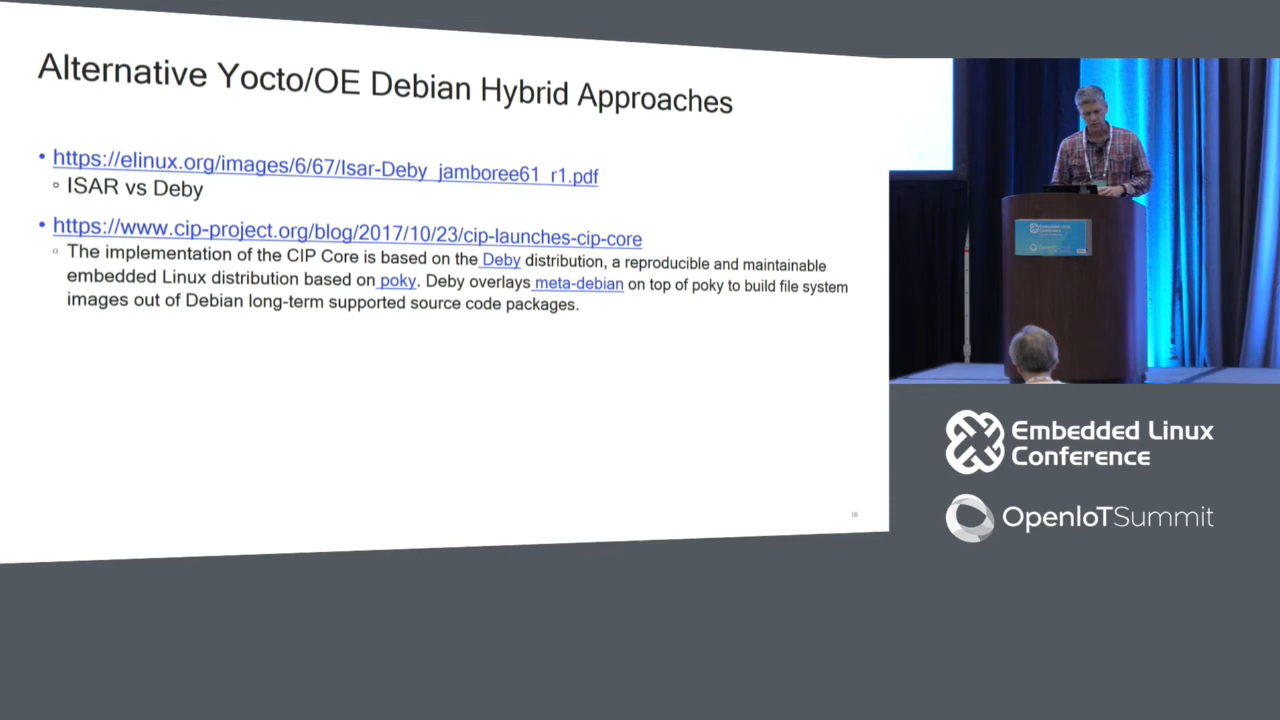 Alternative Yocto/OE Debian Hybrid Approaches
• https://elinux.org/images/6/67/Isar-Deby_jamboree61_r1.pdf
◦ ISAR vs Deby
• https://www.cip-project.org/blog/2017/10/23/cip-launches-cip-core
◦ The implementation of the CIP Core is based on the Deby distribution, a reproducible and maintainable
embedded Linux distribution based on poky. Deby overlays meta-debian on top of poky to build file system
images out of Debian long-term supported source code packages.
18
Embedded Linux
Conference
OpenIoTSummit